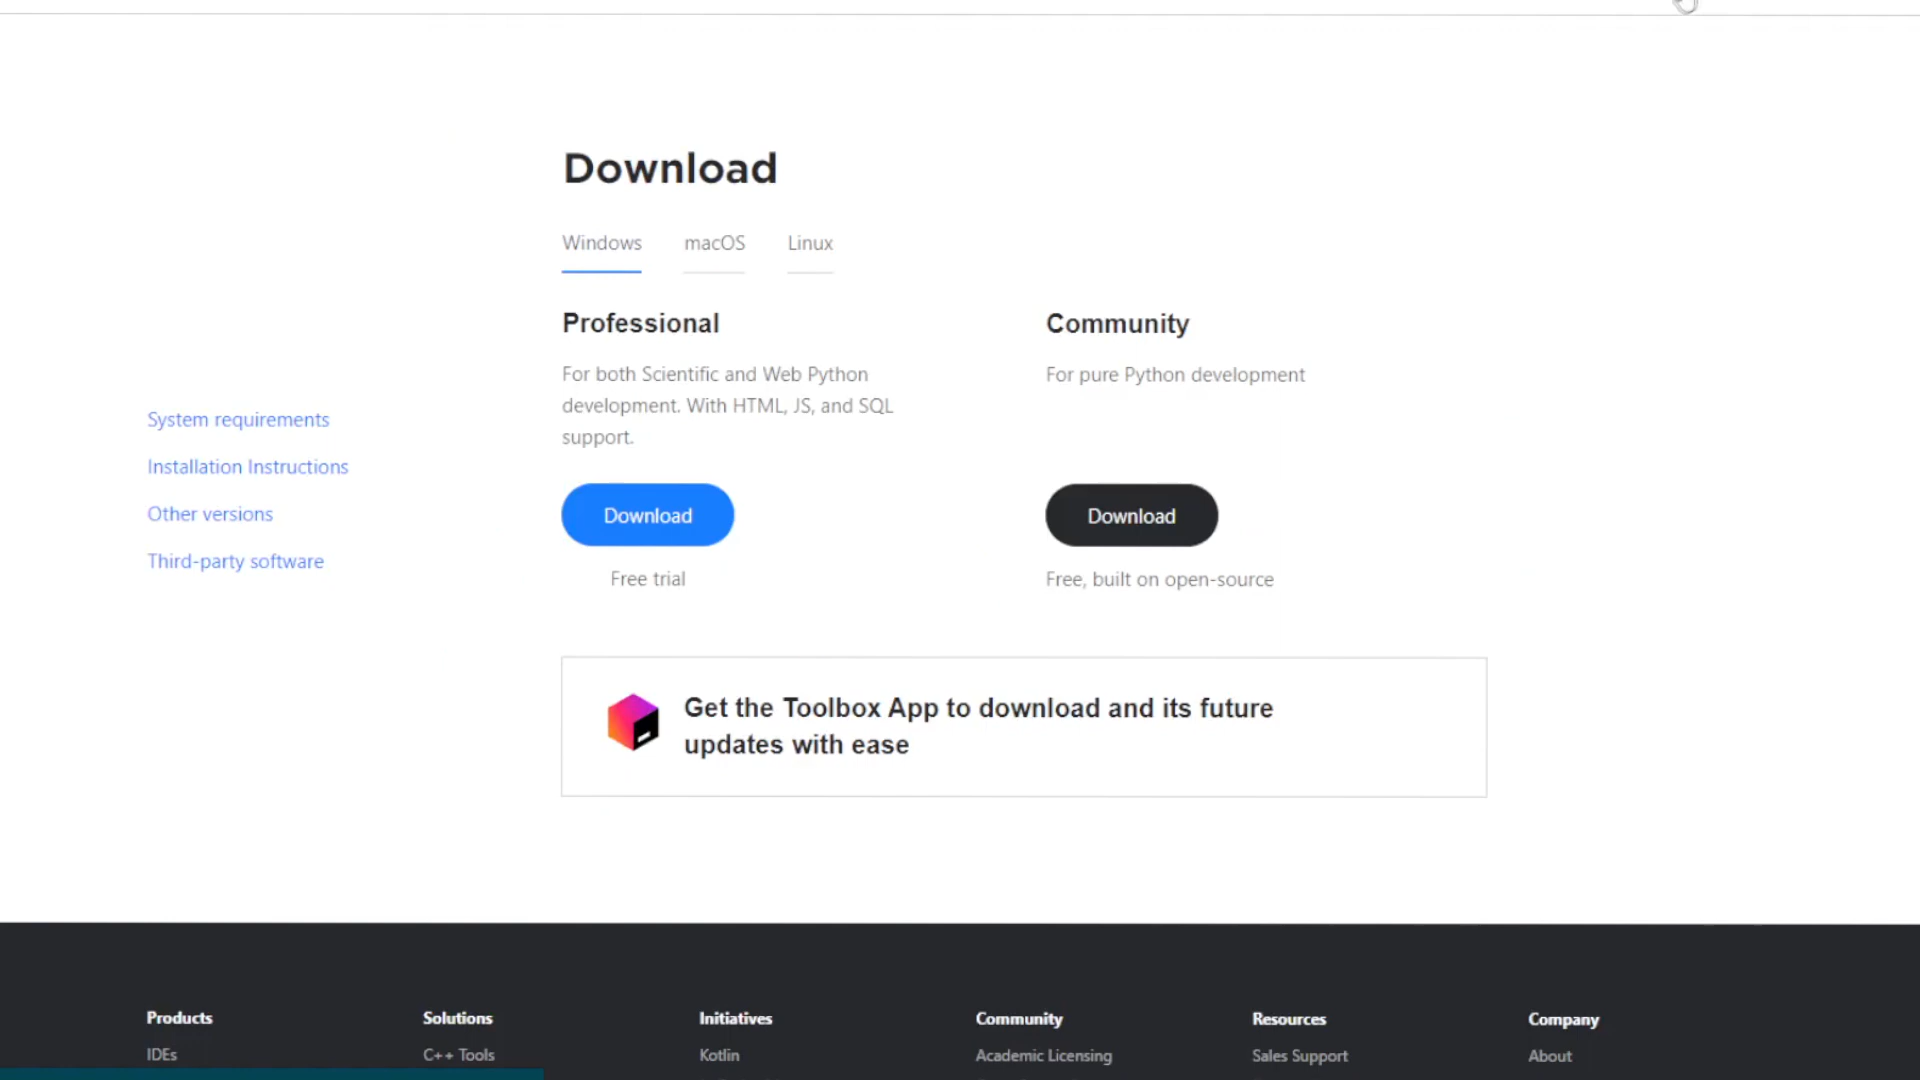 Download
Windows
macOS
Linux
Professional
For both Scientific and Web Python
development. With HTML, JS, and SQL
support.
Download
Free trial
Community
For pure Python development
Download
Free, built on open-source
System requirements
Installation Instructions
Other versions
Third-party software
Get the Toolbox App to download and its future
updates with ease
Products
IDEs
Solutions
C++ Tools
Initiatives
Kotlin
Community
Academic Licensing
Resources
Sales Support
Company
About